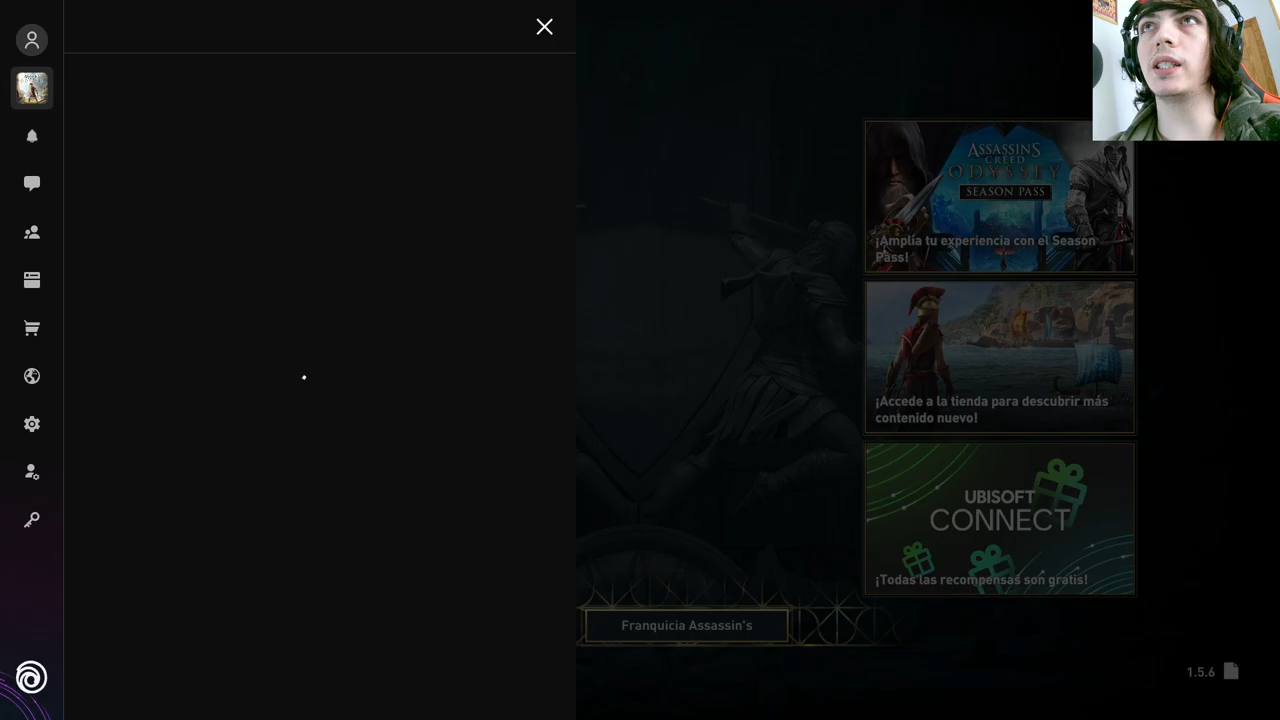 ASSASSIN'S
CREED
ODYSSEY
SEASON PASS
¡Amplía tu experiencia con el Season
Pass!
¡Accede a la tienda para descubrir más
contenido nuevo!
UBISOFT
CONNECT
¡Todas las recompensas son gratis!
Franquicia Assassin's
1.5.6